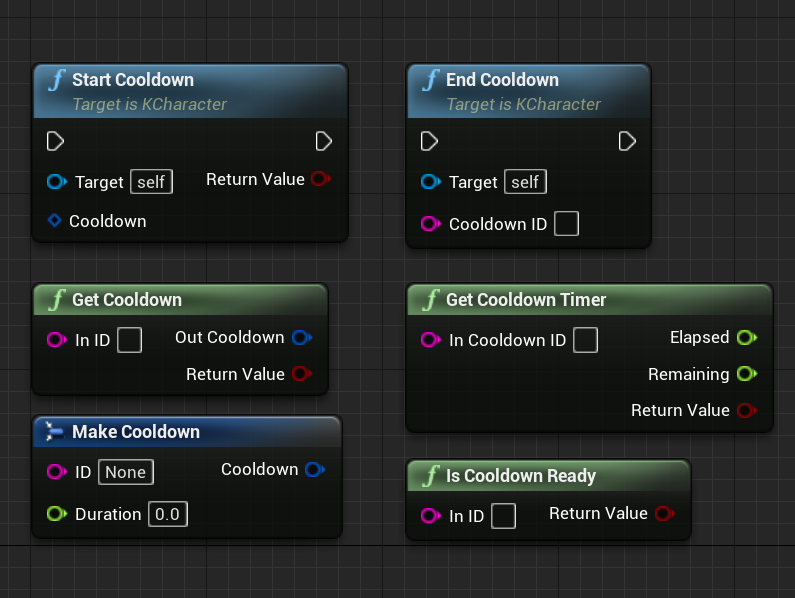 Start Cooldown
Target is KCharacter
Target self
Return Value
Cooldown
End Cooldown
Target is KCharacter
Target self
Cooldown ID
Get Cooldown
In ID
Out Cooldown
Return Value
Get Cooldown Timer
In Cooldown ID
Elapsed
Remaining
Return Value
Make Cooldown
ID None
Cooldown
Duration 0.0
Is Cooldown Ready
In ID
Return Value